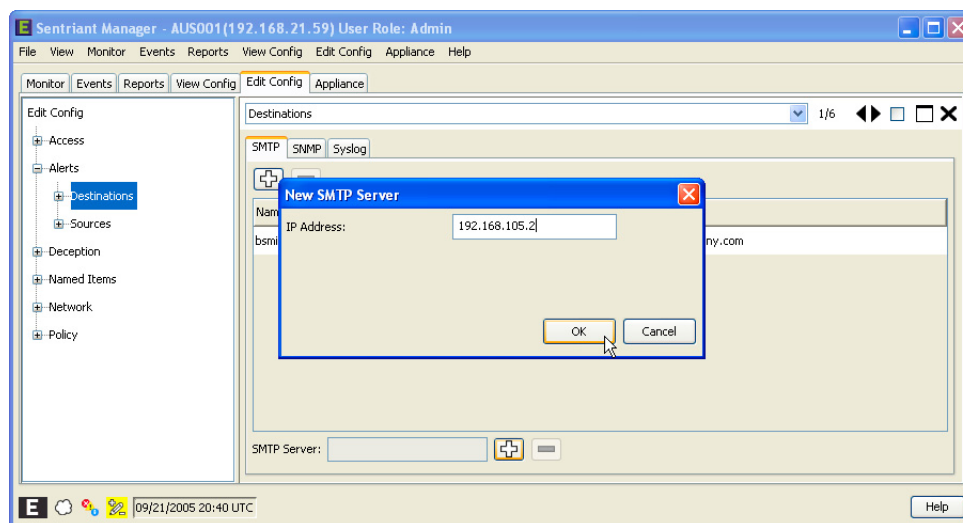 E Sentriant Manager - AUS001(192.168.21.59) User Role: Admin
File View Monitor Events Reports View Config Edit Config Appliance Help
Monitor Events Reports View Config Edit Config Appliance
Edit Config
Access
Alerts
Destinations
Sources
Deception
Named Items
Network
Policy
Destinations 1/6
SMTP SNMP Syslog
Nam
bsmi
ny.com
New SMTP Server
IP Address: 192.168.105.2
OK Cancel
SMTP Server:
E 09/21/2005 20:40 UTC Help